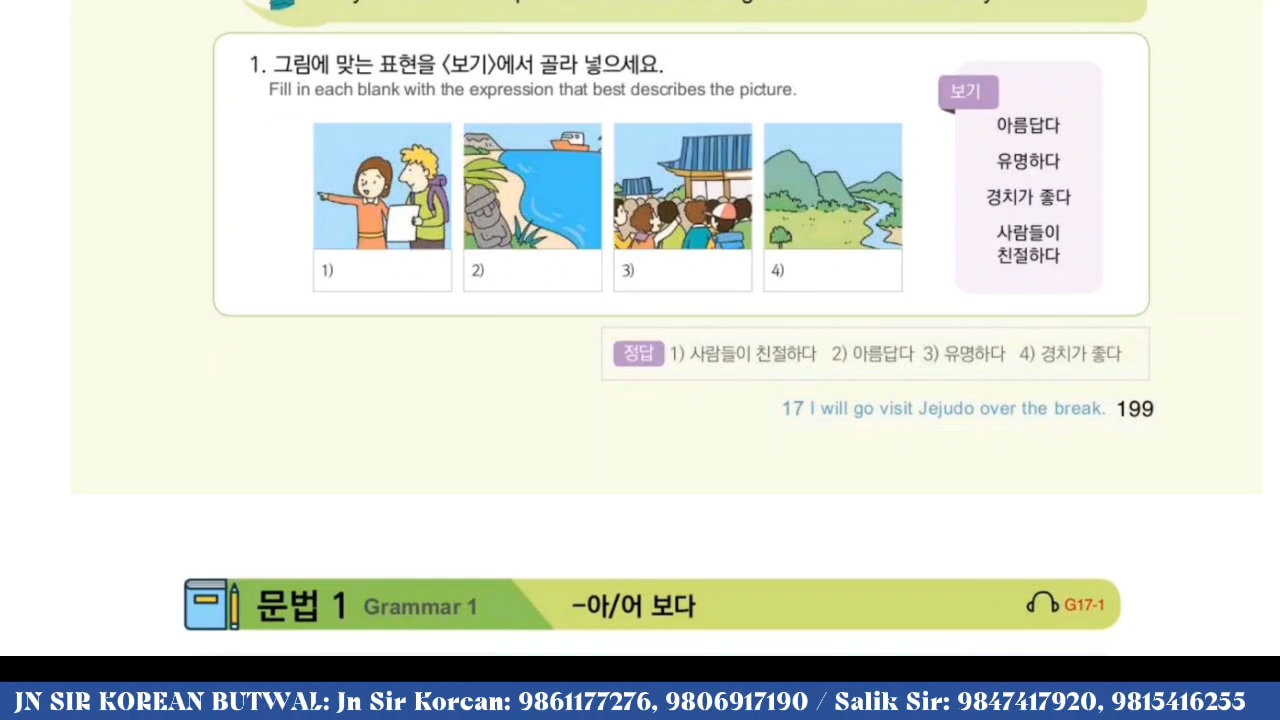 1. 그림에 맞는 표현을 〈보기〉에서 골라 넣으세요.
Fill in each blank with the expression that best describes the picture.
보기
아름답다
유명하다
경치가 좋다
사람들이
친절하다
1)
2)
3)
4)
정답 1) 사람들이 친절하다 2) 아름답다 3) 유명하다 4) 경치가 좋다
17 I will go visit Jejudo over the break. 199
문법 1 Grammar 1 -아/어 보다 G17-1
JN SIR KOREAN BUTWAL: Jn Sir Korean: 9861177276, 9806917190 / Salik Sir: 9847417920, 9815416255